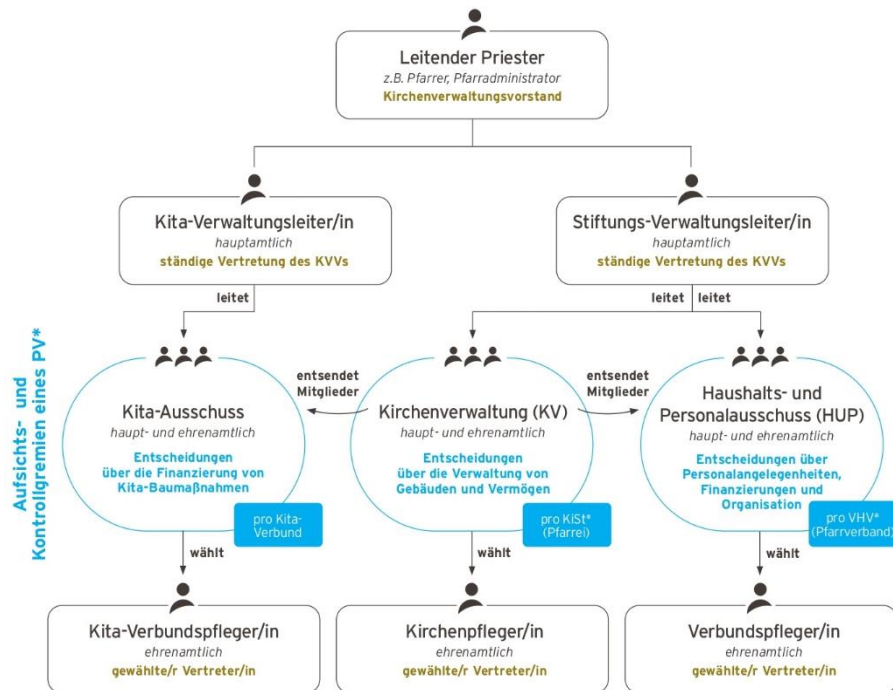 Leitender Priester
z.B. Pfarrer, Pfarradministrator
Kirchenverwaltungsvorstand
Kita-Verwaltungsleiter/in
hauptamtlich
ständige Vertretung des KVVs
Stiftungs-Verwaltungsleiter/in
hauptamtlich
ständige Vertretung des KVVs
leitet
leitet
leitet
Aufsichts- und
Kontrollgremien eines PV*
Kita-Ausschuss
haupt- und ehrenamtlich
Entscheidungen
über die Finanzierung von
Kita-Baumaßnahmen
pro Kita-
Verbund
entsendet
Mitglieder
Kirchenverwaltung (KV)
haupt- und ehrenamtlich
Entscheidungen
über die Verwaltung von
Gebäuden und Vermögen
pro KiSt*
(Pfarrei)
entsendet
Mitglieder
Haushalts- und
Personalausschuss (HUP)
haupt- und ehrenamtlich
Entscheidungen über
Personalangelegenheiten,
Finanzierungen und
Organisation
pro VHV*
(Pfarrverband)
wählt
wählt
wählt
Kita-Verbundspfleger/in
ehrenamtlich
gewählte/r Vertreter/in
Kirchenpfleger/in
ehrenamtlich
gewählte/r Vertreter/in
Verbundspfleger/in
ehrenamtlich
gewählte/r Vertreter/in